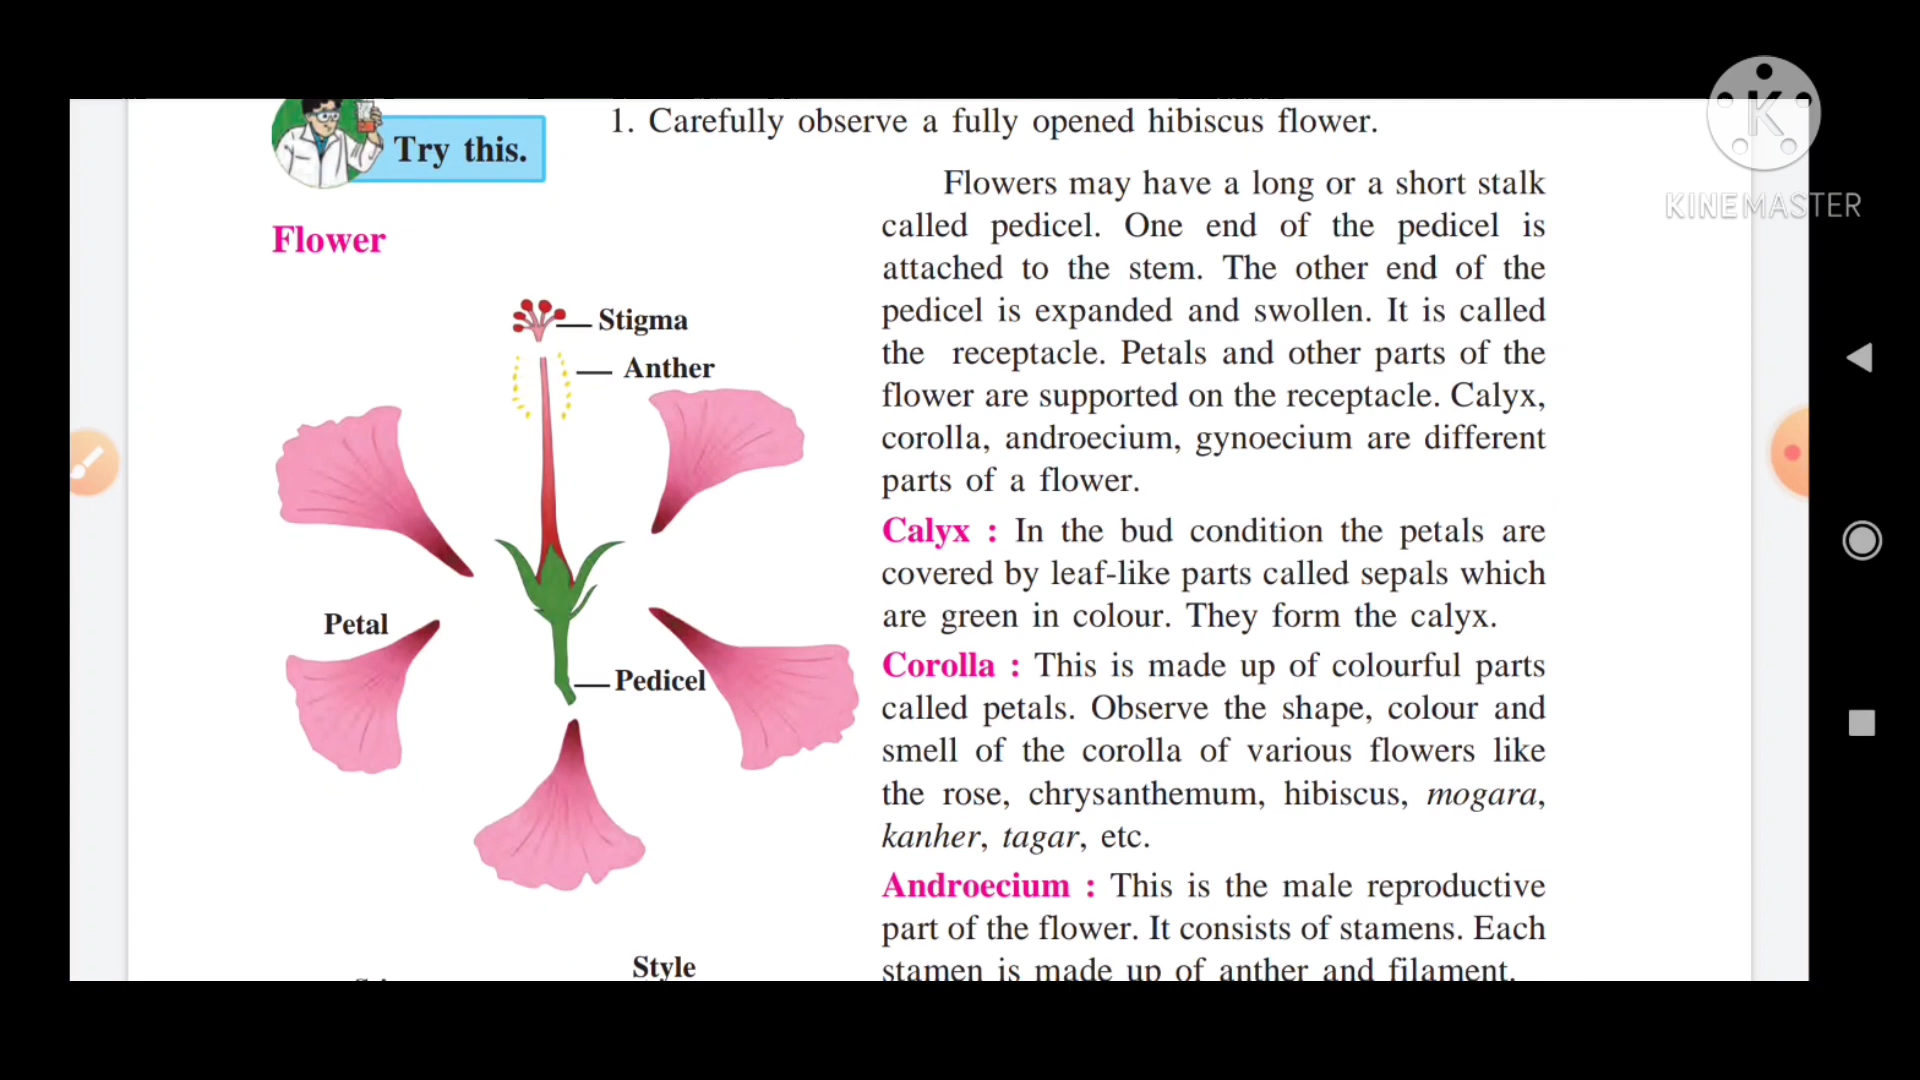 1. Carefully observe a fully opened hibiscus flower.
Try this.
Flower
Stigma
Anther
Petal
Pedicel
Style
Flowers may have a long or a short stalk
called pedicel. One end of the pedicel is
attached to the stem. The other end of the
pedicel is expanded and swollen. It is called
the receptacle. Petals and other parts of the
flower are supported on the receptacle. Calyx,
corolla, androecium, gynoecium are different
parts of a flower.
Calyx : In the bud condition the petals are
covered by leaf-like parts called sepals which
are green in colour. They form the calyx.
Corolla : This is made up of colourful parts
called petals. Observe the shape, colour and
smell of the corolla of various flowers like
the rose, chrysanthemum, hibiscus, mogara,
kanher, tagar, etc.
Androecium : This is the male reproductive
part of the flower. It consists of stamens. Each
stamen is made up of anther and filament.
K
KINEMASTER